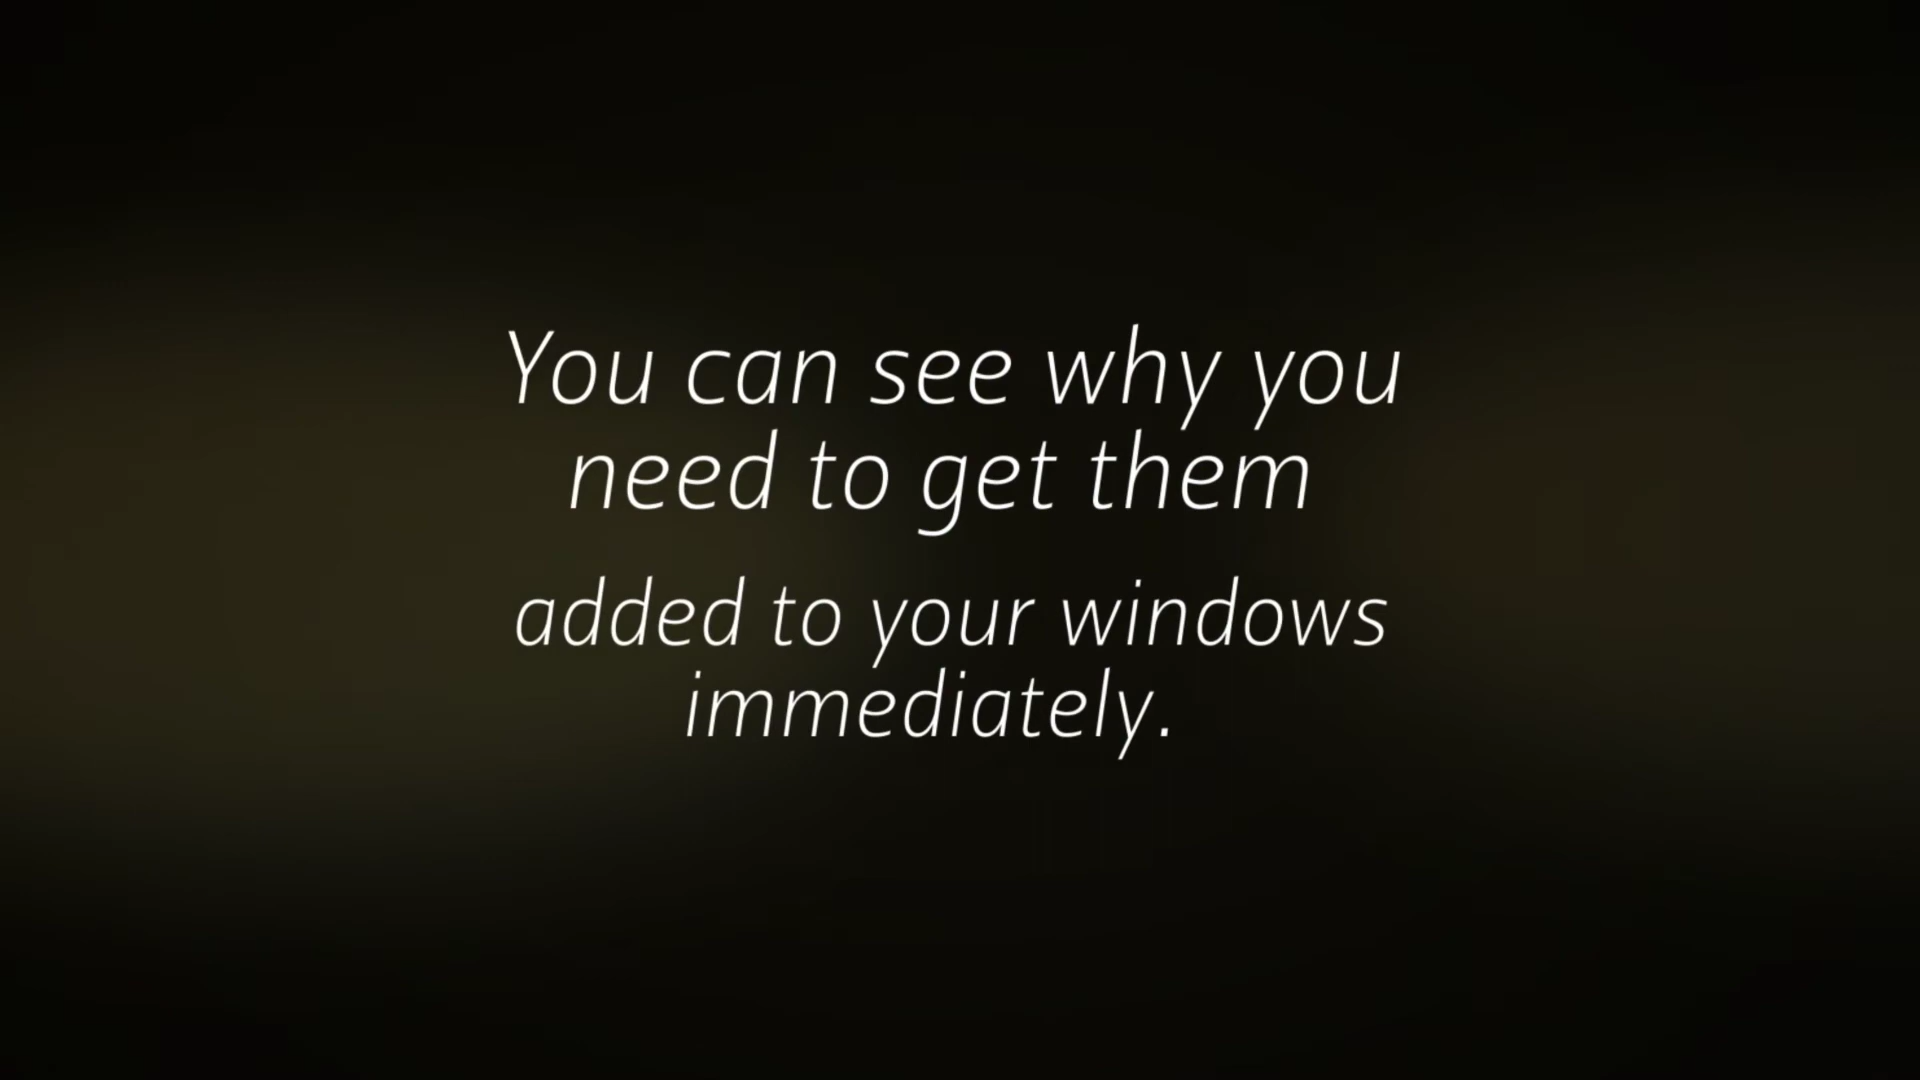 You can see why you
need to get them
added to your windows
immediately.